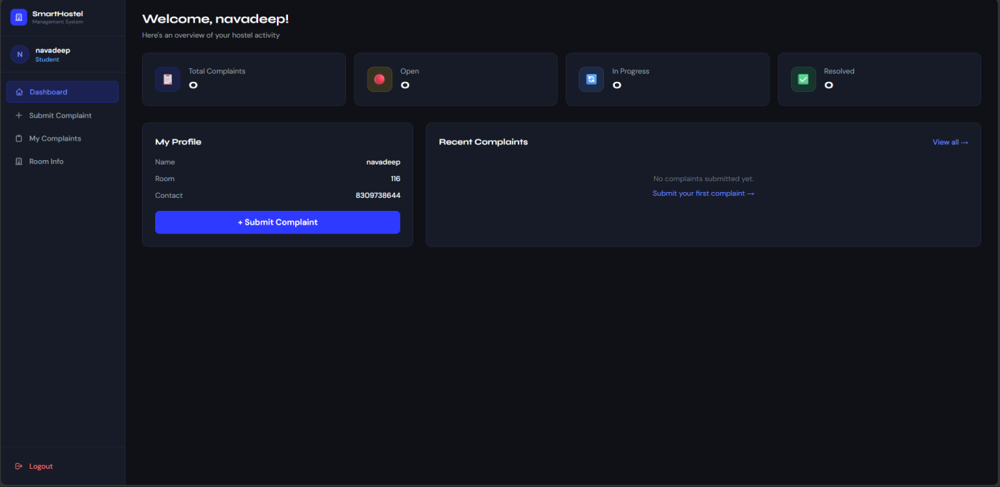 SmartHostel
Management System
N
navadeep
Student
Dashboard
Submit Complaint
My Complaints
Room Info
Logout
Welcome, navadeep!
Here's an overview of your hostel activity
Total Complaints
0
Open
0
In Progress
0
Resolved
0
My Profile
Name navadeep
Room 116
Contact 8309738644
+ Submit Complaint
Recent Complaints
View all →
No complaints submitted yet.
Submit your first complaint →